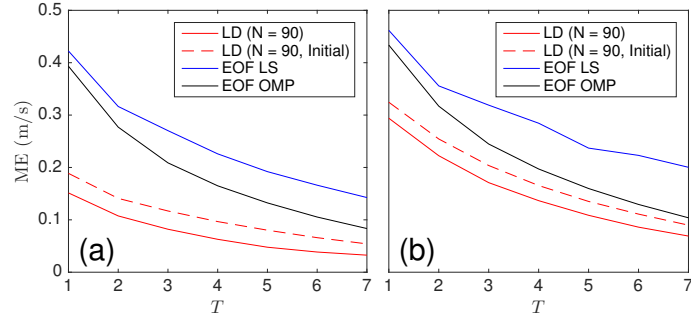 ME (m/s)
0.5
0.4
0.3
0.2
0.1
0
LD (N = 90)
LD (N = 90, Initial)
EOF LS
EOF OMP
(a)
1 2 3 4 5 6 7
T
LD (N = 90)
LD (N = 90, Initial)
EOF LS
EOF OMP
(b)
1 2 3 4 5 6 7
T